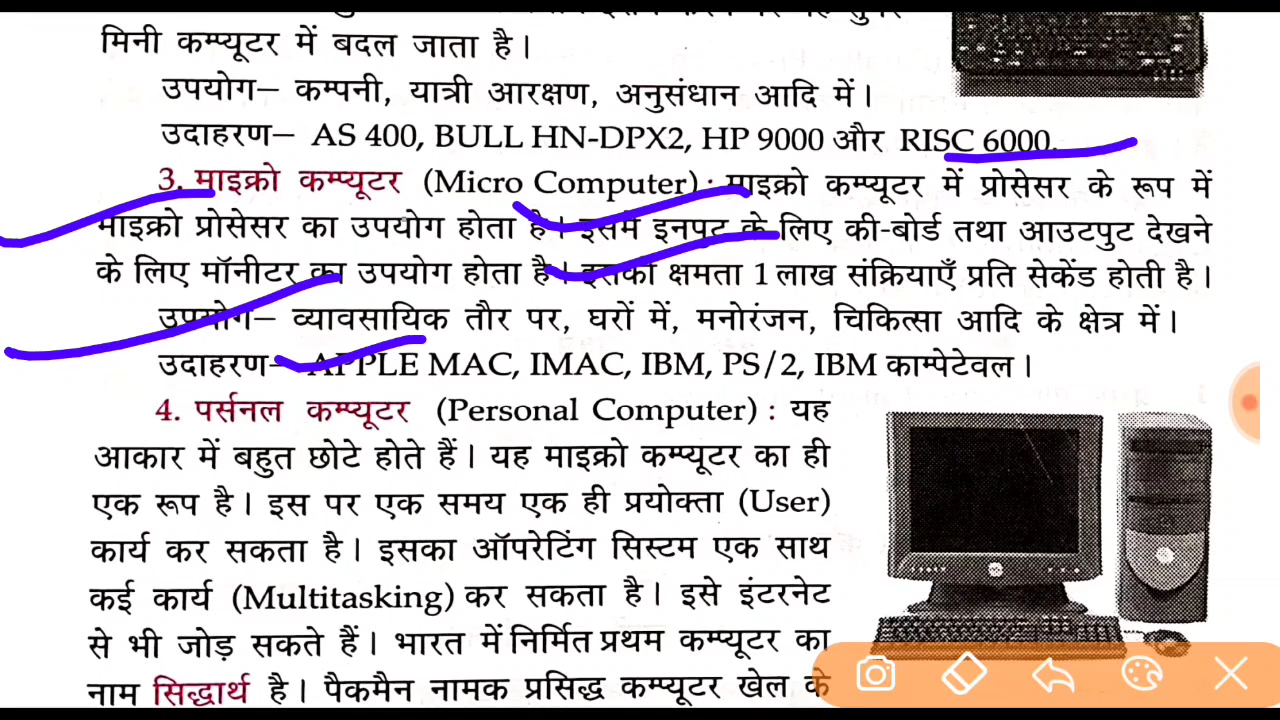 मिनी कम्प्यूटर में बदल जाता है।
उपयोग– कम्पनी, यात्री आरक्षण, अनुसंधान आदि में।
उदाहरण– AS 400, BULL HN-DPX2, HP 9000 और RISC 6000.
3. माइक्रो कम्प्यूटर (Micro Computer) : माइक्रो कम्प्यूटर में प्रोसेसर के रूप में
माइक्रो प्रोसेसर का उपयोग होता है। इसमें इनपुट के लिए की-बोर्ड तथा आउटपुट देखने
के लिए मॉनीटर का उपयोग होता है। इसकी क्षमता 1 लाख संक्रियाएँ प्रति सेकेंड होती है।
उपयोग– व्यावसायिक तौर पर, घरों में, मनोरंजन, चिकित्सा आदि के क्षेत्र में।
उदाहरण– APPLE MAC, IMAC, IBM, PS/2, IBM काम्पेटेवल।
4. पर्सनल कम्प्यूटर (Personal Computer) : यह
आकार में बहुत छोटे होते हैं। यह माइक्रो कम्प्यूटर का ही
एक रूप है। इस पर एक समय एक ही प्रयोक्ता (User)
कार्य कर सकता है। इसका ऑपरेटिंग सिस्टम एक साथ
कई कार्य (Multitasking) कर सकता है। इसे इंटरनेट
से भी जोड़ सकते हैं। भारत में निर्मित प्रथम कम्प्यूटर का
नाम सिद्धार्थ है। पैकमैन नामक प्रसिद्ध कम्प्यूटर खेल के